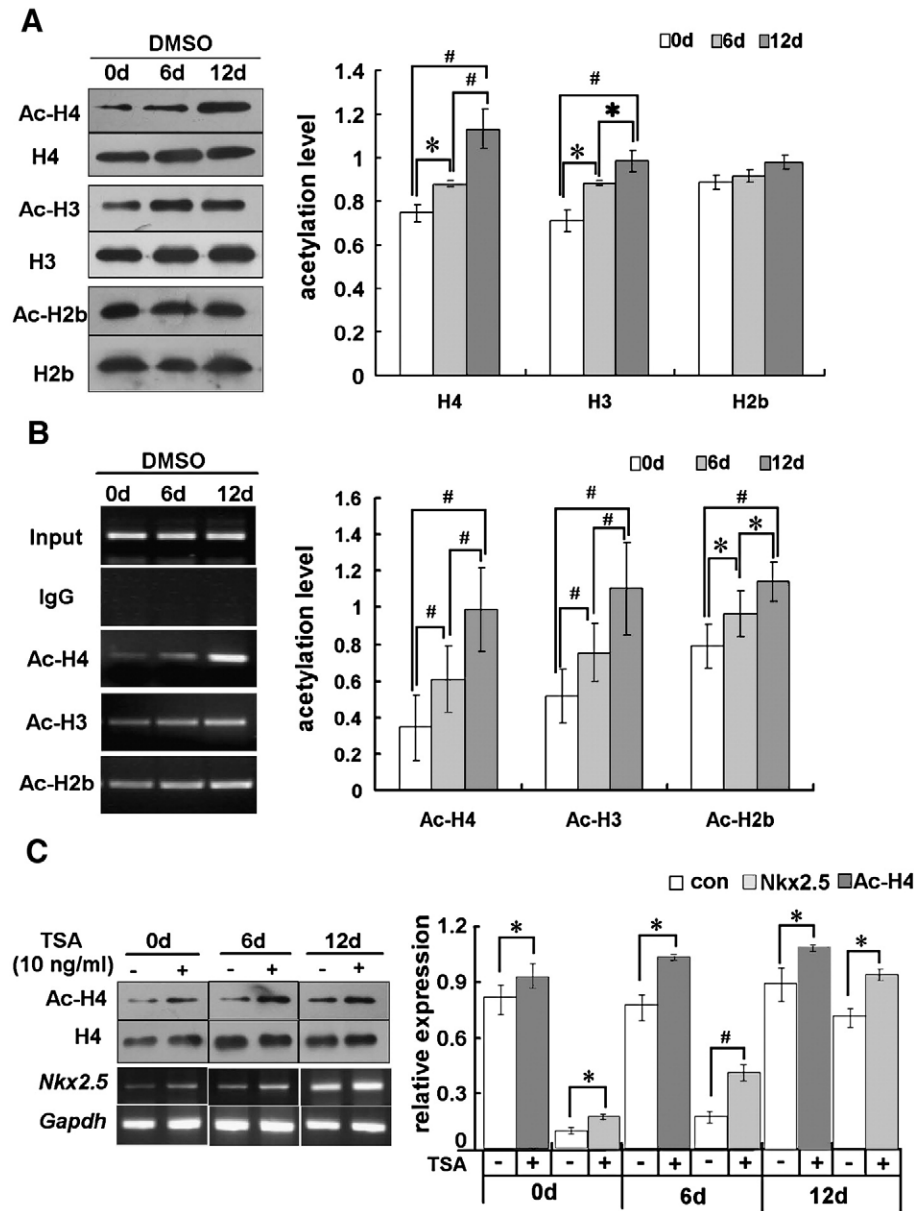 A
DMSO
0d 6d 12d
Ac-H4
H4
Ac-H3
H3
Ac-H2b
H2b
0d 6d 12d
acetylation level
1.4
1.2
1
0.8
0.6
0.4
0.2
0
# # *
# * *
H4 H3 H2b
B
DMSO
0d 6d 12d
Input
IgG
Ac-H4
Ac-H3
Ac-H2b
0d 6d 12d
acetylation level
1.6
1.4
1.2
1
0.8
0.6
0.4
0.2
0
# # #
# # #
# * *
Ac-H4 Ac-H3 Ac-H2b
C
TSA 0d 6d 12d
(10 ng/ml) - + - + - +
Ac-H4
H4
Nkx2.5
Gapdh
con Nkx2.5 Ac-H4
relative expression
1.2
0.9
0.6
0.3
0
* * * # * *
TSA - + - + - + - + - + - +
0d 6d 12d